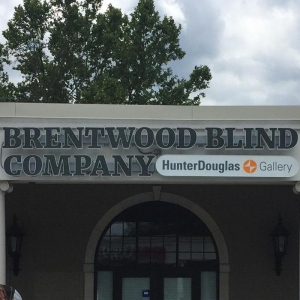 BRENTWOOD BLIND
COMPANY HunterDouglas Gallery